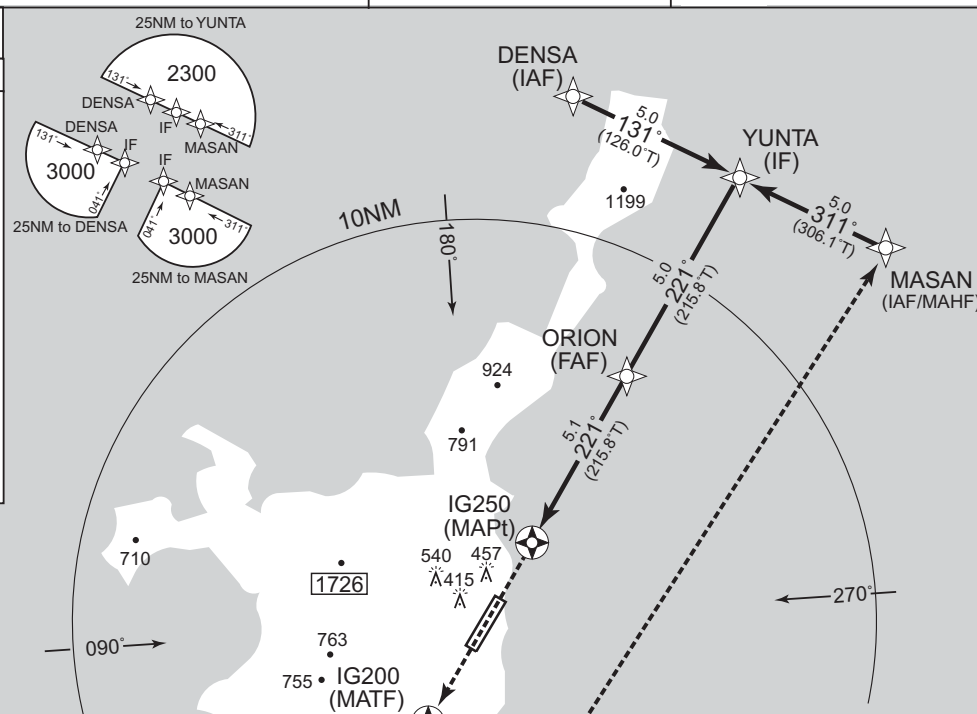 25NM to YUNTA
2300
131°
DENSA
IF
MASAN
311°
DENSA
131°
IF
3000
041°
25NM to DENSA
IF
MASAN
041°
311°
3000
25NM to MASAN
DENSA
(IAF)
5.0
131°
(126.0°T)
YUNTA
(IF)
1199
5.0
311°
(306.1°T)
MASAN
(IAF/MAHF)
10NM
180°
5.0
221°
(215.8°T)
ORION
(FAF)
924
791
5.1
221°
(215.8°T)
IG250
(MAPt)
710
540
457
415
1726
270°
090°
763
755
IG200
(MATF)